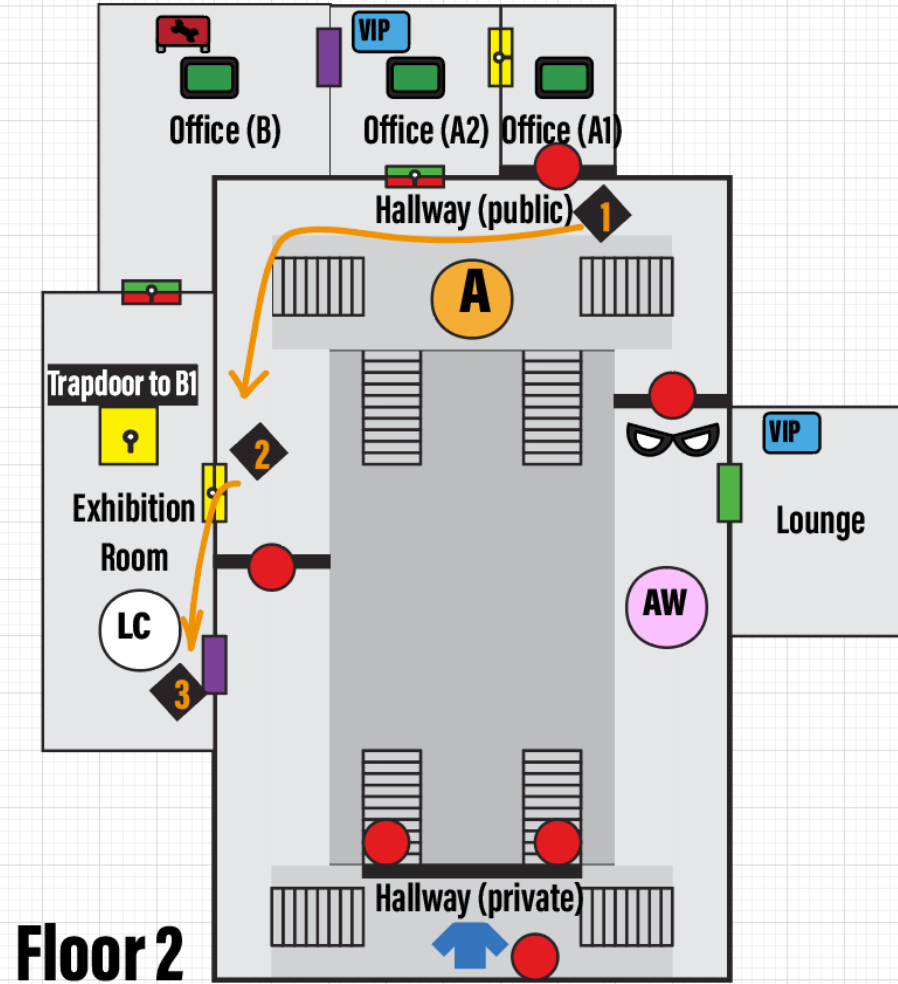 VIP
Office (B)
Office (A2)
Office (A1)
Hallway (public)
1
A
Trapdoor to B1
2
VIP
Exhibition
Room
Lounge
LC
AW
3
Hallway (private)
Floor 2